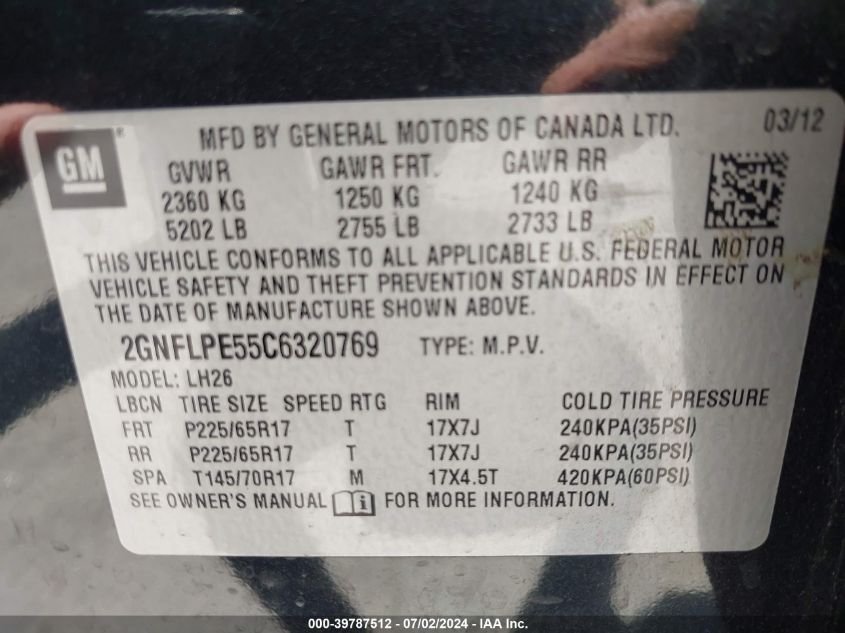 GM ®
MFD BY GENERAL MOTORS OF CANADA LTD. 03/12
GVWR GAWR FRT. GAWR RR
2360 KG 1250 KG 1240 KG
5202 LB 2755 LB 2733 LB
THIS VEHICLE CONFORMS TO ALL APPLICABLE U.S. FEDERAL MOTOR
VEHICLE SAFETY AND THEFT PREVENTION STANDARDS IN EFFECT ON
THE DATE OF MANUFACTURE SHOWN ABOVE.
2GNFLPE55C6320769 TYPE: M.P.V.
MODEL: LH26
LBCN TIRE SIZE SPEED RTG RIM COLD TIRE PRESSURE
FRT P225/65R17 T 17X7J 240KPA(35PSI)
RR P225/65R17 T 17X7J 240KPA(35PSI)
SPA T145/70R17 M 17X4.5T 420KPA(60PSI)
SEE OWNER'S MANUAL FOR MORE INFORMATION.
000-39787512 - 07/02/2024 - IAA Inc.